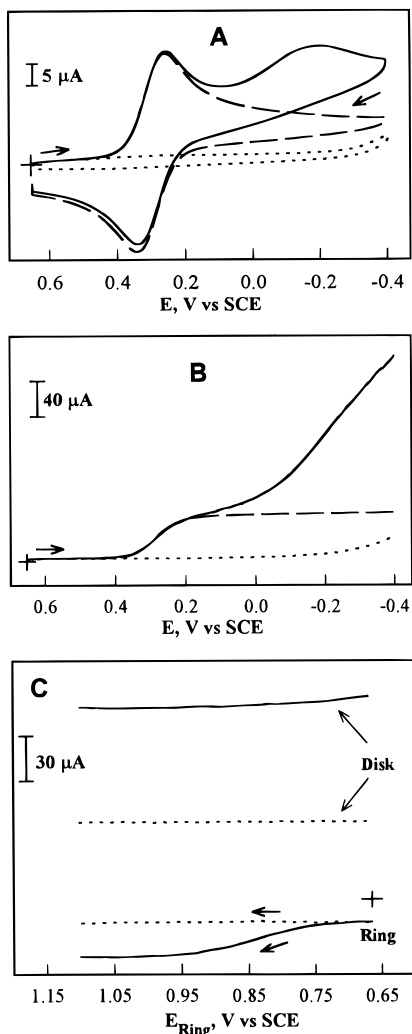 A
5 μA
0.6 0.4 0.2 0.0 -0.2 -0.4
E, V vs SCE
B
40 μA
0.6 0.4 0.2 0.0 -0.2 -0.4
E, V vs SCE
C
30 μA
Disk
Ring
1.15 1.05 0.95 0.85 0.75 0.65
E_Ring, V vs SCE